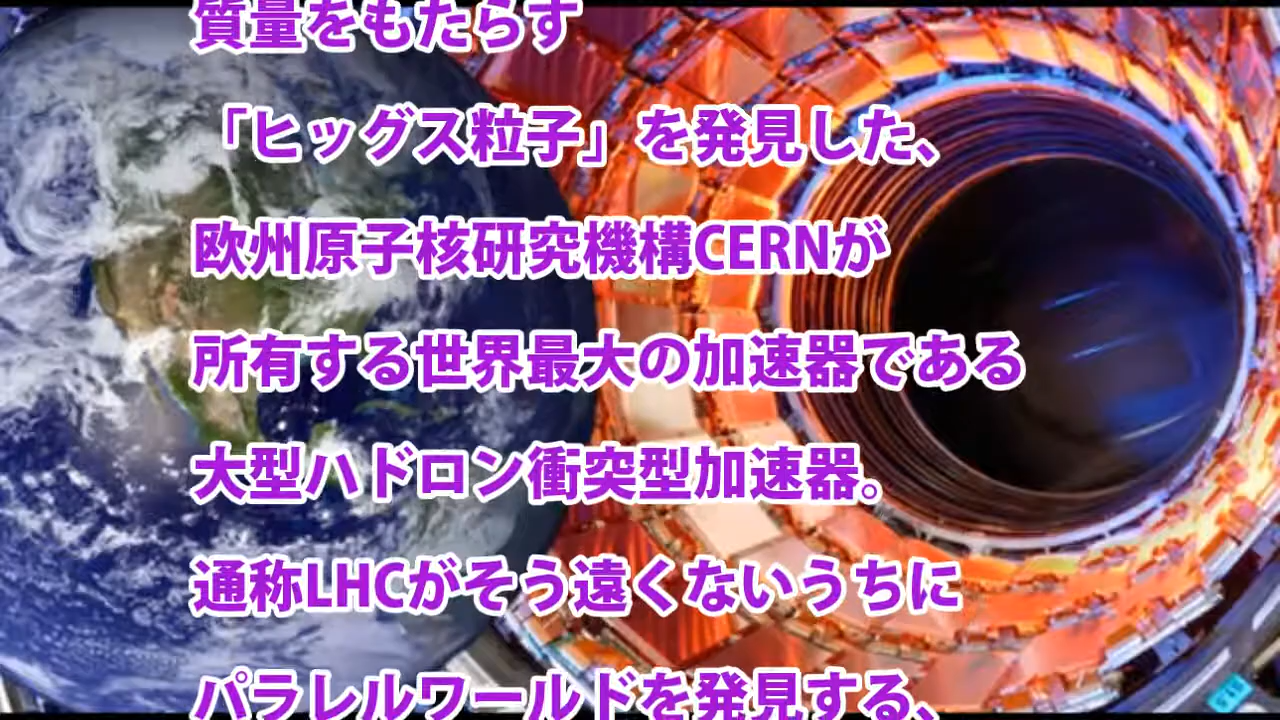 質量をもたらす
「ヒッグス粒子」を発見した、
欧州原子核研究機構CERNが
所有する世界最大の加速器である
大型ハドロン衝突型加速器。
通称LHCがそう遠くないうちに
パラレルワールドを発見する、